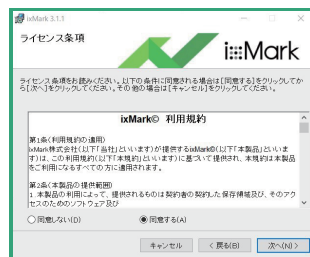 ixMark 3.1.1
ライセンス条項
ixMark
ライセンス条項をお読みください。以下の条件に同意される場合は[同意する]をクリックしてか
ら[次へ]をクリックしてください。その他の場合は[キャンセル]をクリックしてください。
ixMark© 利用規約
第1条(利用規約の適用)
ixMark株式会社(以下「当社」といいます)が提供するixMark©(以下「本製品」といいま
す)は、この利用規約(以下「本規約」といいます)に基づいて提供され、本規約は本製品
をご利用になるすべての方に適用されます。
第2条(本製品の提供範囲)
1. 本製品の利用によって、提供されるものは契約者の契約した保存領域及び、そのアク
セスのためのソフトウェア及び
同意しない(D)
同意する(A)
キャンセル
< 戻る(B)
次へ(N) >